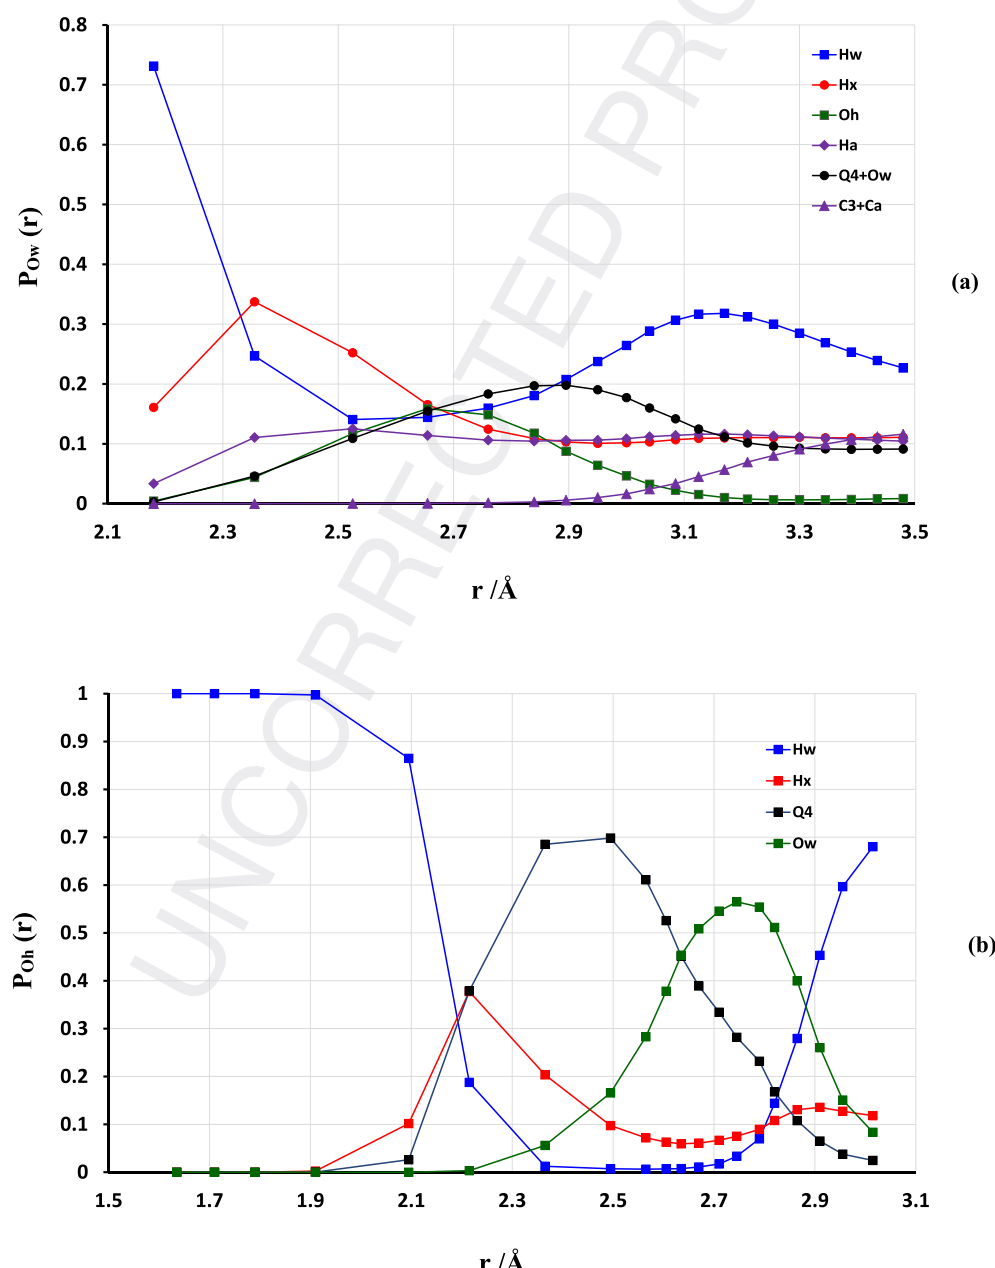 0.8
0.7
0.6
0.5
0.4
0.3
0.2
0.1
0
P_Ow (r)
Hw
Hx
Oh
Ha
Q4+Ow
C3+Ca
(a)
2.1 2.3 2.5 2.7 2.9 3.1 3.3 3.5
r /Å
1
0.9
0.8
0.7
0.6
0.5
0.4
0.3
0.2
0.1
0
P_Oh (r)
Hw
Hx
Q4
Ow
(b)
1.5 1.7 1.9 2.1 2.3 2.5 2.7 2.9 3.1
r /Å
UNCORRECTED PRO